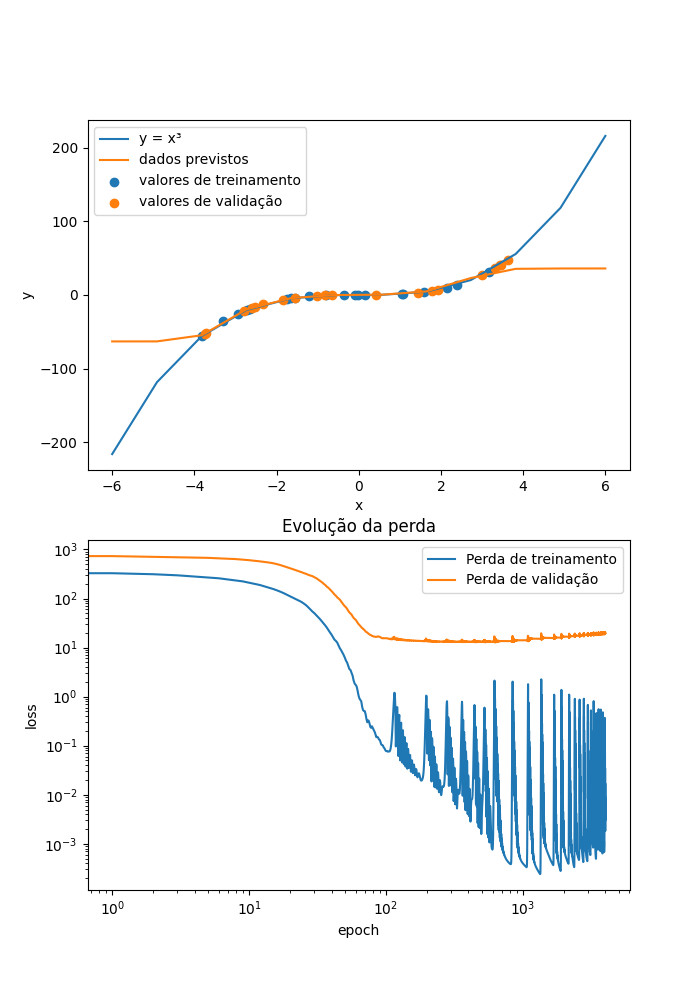 y = x³
dados previstos
valores de treinamento
valores de validação
200
100
0
−100
−200
y
−6
−4
−2
0
2
4
6
x
Evolução da perda
Perda de treinamento
Perda de validação
10³
10²
10¹
10⁰
10⁻¹
10⁻²
10⁻³
loss
10⁰
10¹
10²
10³
epoch